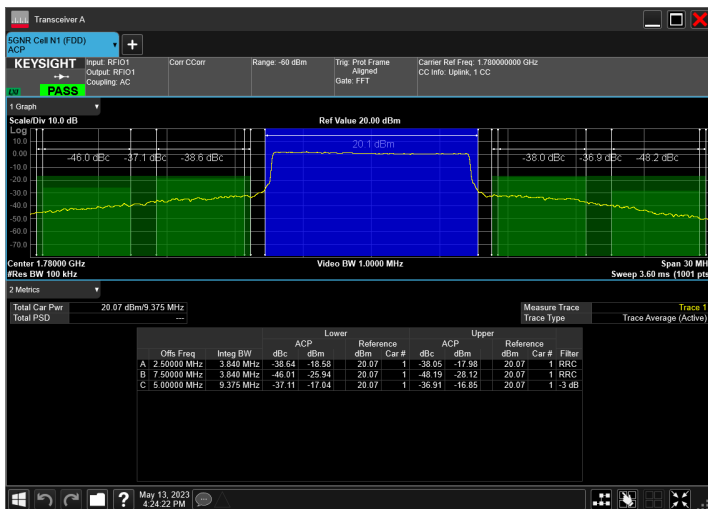 Transceiver A
5GNR Cell N1 (FDD)
ACP
KEYSIGHT
LXI
PASS
Input: RFIO1
Output: RFIO1
Coupling: AC
Corr CCorr
Range: -60 dBm
Trig: Prot Frame
Aligned
Gate: FFT
Carrier Ref Freq: 1.780000000 GHz
CC Info: Uplink, 1 CC
1 Graph
Scale/Div 10.0 dB
Ref Value 20.00 dBm
Log
10.0
0.00
-10.0
-20.0
-30.0
-40.0
-50.0
-60.0
-70.0
20.1 dBm
-46.0 dBc -37.1 dBc -38.6 dBc
-38.0 dBc -36.9 dBc -48.2 dBc
Center 1.78000 GHz
Video BW 1.0000 MHz
Span 30 MH
#Res BW 100 kHz
Sweep 3.60 ms (1001 pts
2 Metrics
Total Car Pwr 20.07 dBm/9.375 MHz
Total PSD ---
Measure Trace Trace 1
Trace Type Trace Average (Active)
Lower Upper
ACP Reference ACP Reference
Offs Freq Integ BW dBc dBm dBm Car # dBc dBm dBm Car # Filter
A 2.50000 MHz 3.840 MHz -38.64 -18.58 20.07 1 -38.05 -17.98 20.07 1 RRC
B 7.50000 MHz 3.840 MHz -46.01 -25.94 20.07 1 -48.19 -28.12 20.07 1 RRC
C 5.00000 MHz 9.375 MHz -37.11 -17.04 20.07 1 -36.91 -16.85 20.07 1 -3 dB
May 13, 2023
4:24:22 PM